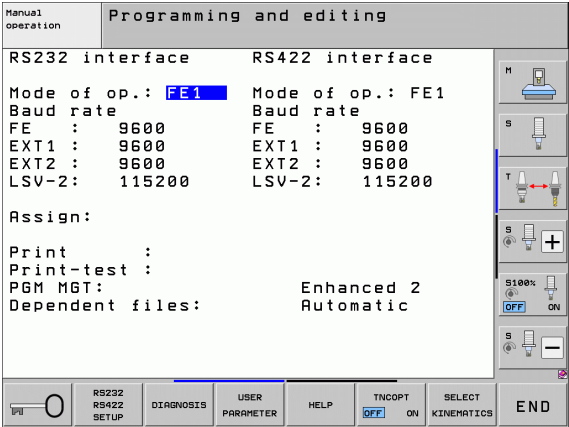 Manual operation
Programming and editing
RS232 interface RS422 interface
Mode of op.: FE1 Mode of op.: FE1
Baud rate Baud rate
FE : 9600 FE : 9600
EXT1 : 9600 EXT1 : 9600
EXT2 : 9600 EXT2 : 9600
LSV-2: 115200 LSV-2: 115200
Assign:
Print :
Print-test :
PGM MGT: Enhanced 2
Dependent files: Automatic
M
S
T
S
+
S100%
OFF ON
S
−
RS232 RS422 SETUP
DIAGNOSIS
USER PARAMETER
HELP
TNCOPT OFF ON
SELECT KINEMATICS
END